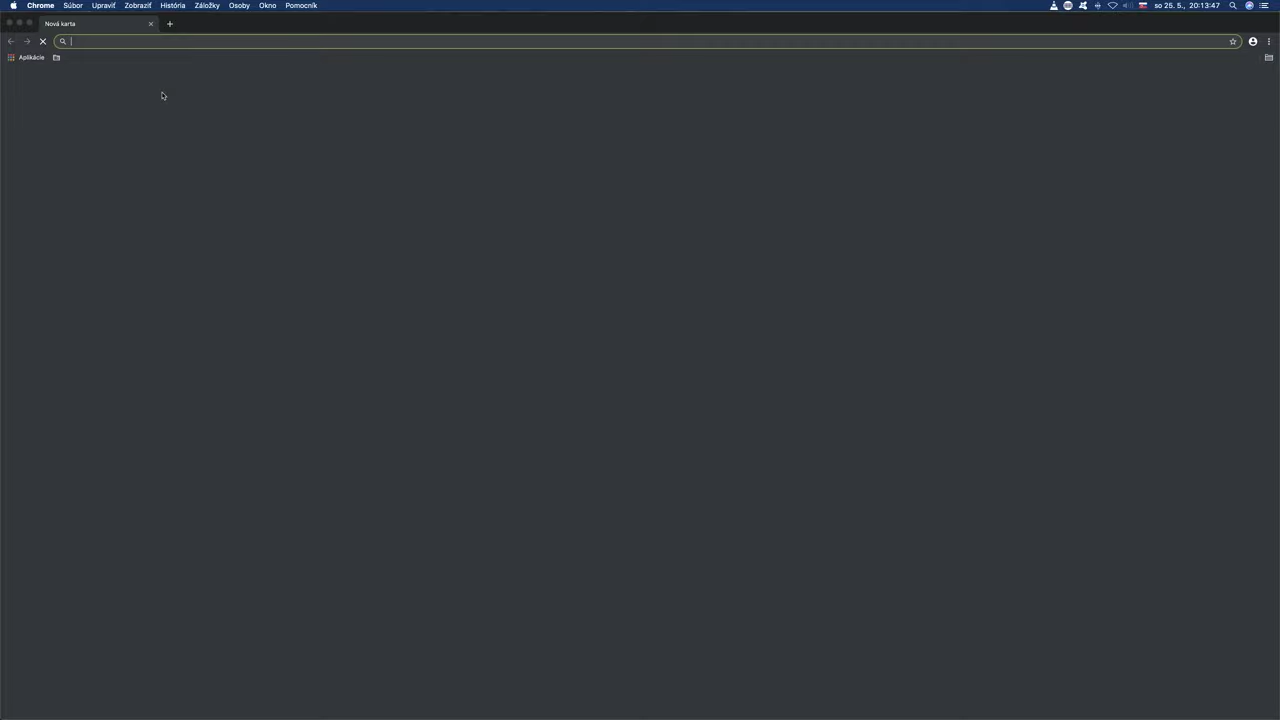 Chrome Súbor Upraviť Zobraziť História Záložky Osoby Okno Pomocník so 25. 5., 20:13:47
Nová karta
Aplikácie